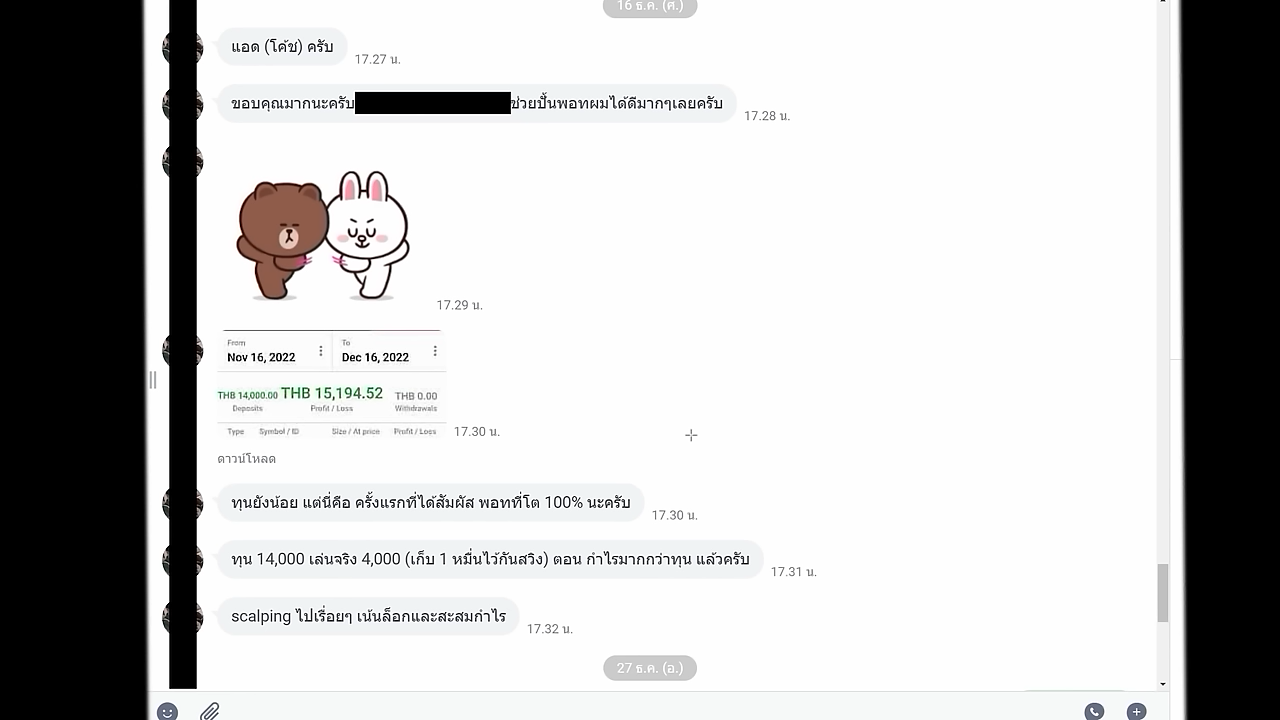 16 ธ.ค. (ศ.)
แอด (โค้ช) ครับ
17.27 น.
ขอบคุณมากนะครับ ช่วยปั้นพอทผมได้ดีมากๆเลยครับ
17.28 น.
17.29 น.
From To
Nov 16, 2022 Dec 16, 2022
THB 14,000.00 THB 15,194.52 THB 0.00
Deposits Profit / Loss Withdrawals
Type Symbol / ID Size / At price Profit / Loss
17.30 น.
ดาวน์โหลด
ทุนยังน้อย แต่นี่คือ ครั้งแรกที่ได้สัมผัส พอทที่โต 100% นะครับ
17.30 น.
ทุน 14,000 เล่นจริง 4,000 (เก็บ 1 หมื่นไว้กันสวิง) ตอน กำไรมากกว่าทุน แล้วครับ
17.31 น.
scalping ไปเรื่อยๆ เน้นล็อกและสะสมกำไร
17.32 น.
27 ธ.ค. (อ.)